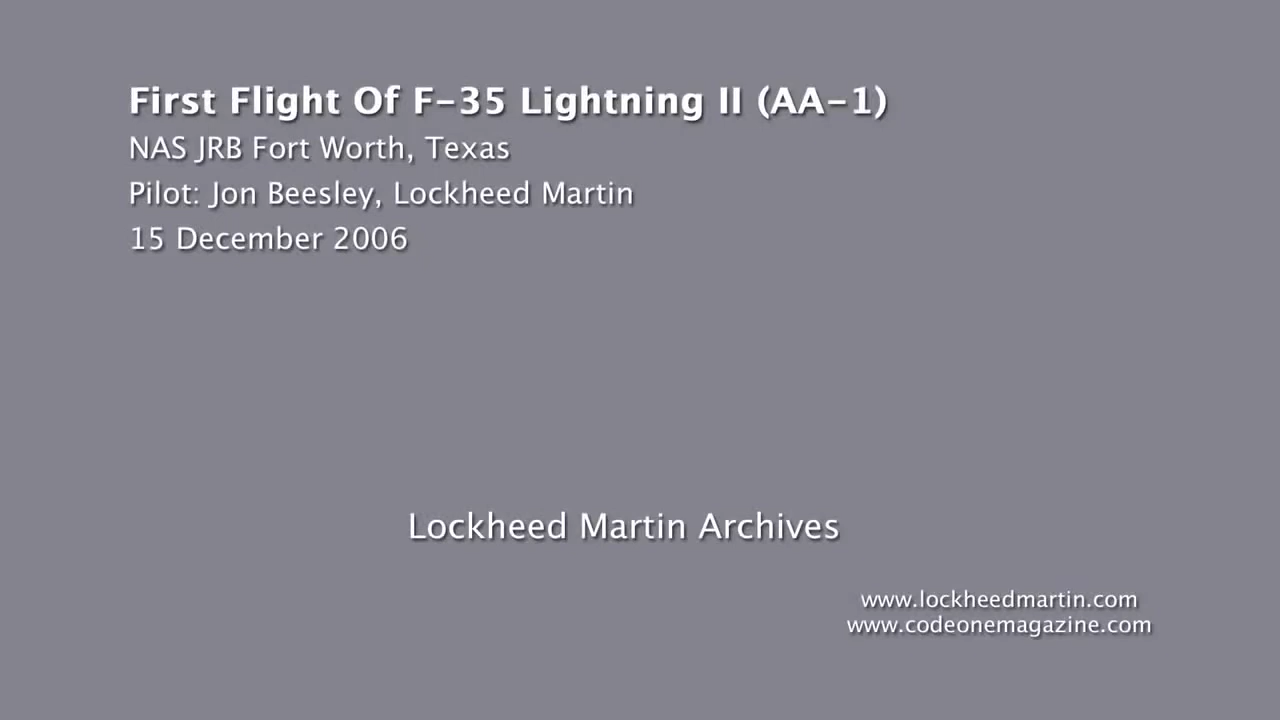 First Flight Of F-35 Lightning II (AA-1)
NAS JRB Fort Worth, Texas
Pilot: Jon Beesley, Lockheed Martin
15 December 2006
Lockheed Martin Archives
www.lockheedmartin.com
www.codeonemagazine.com